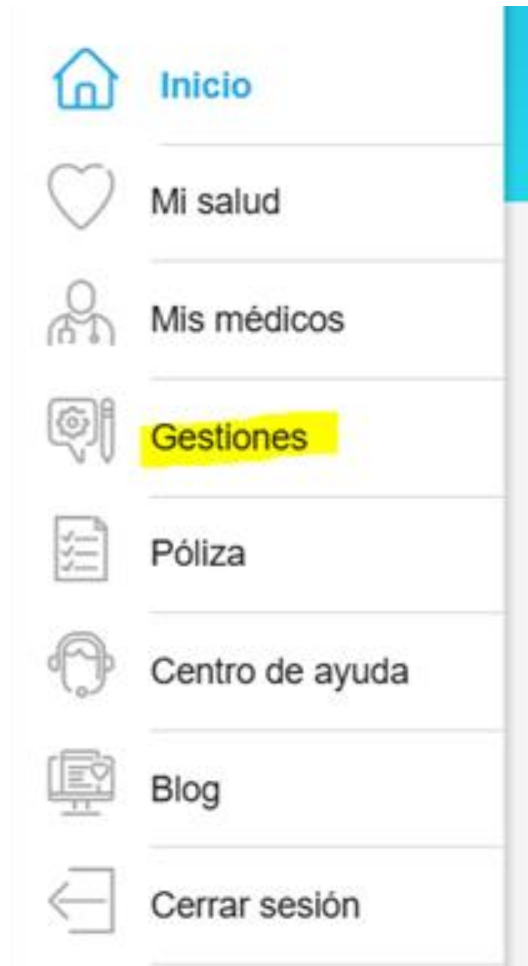 Inicio
Mi salud
Mis médicos
Gestiones
Póliza
Centro de ayuda
Blog
Cerrar sesión